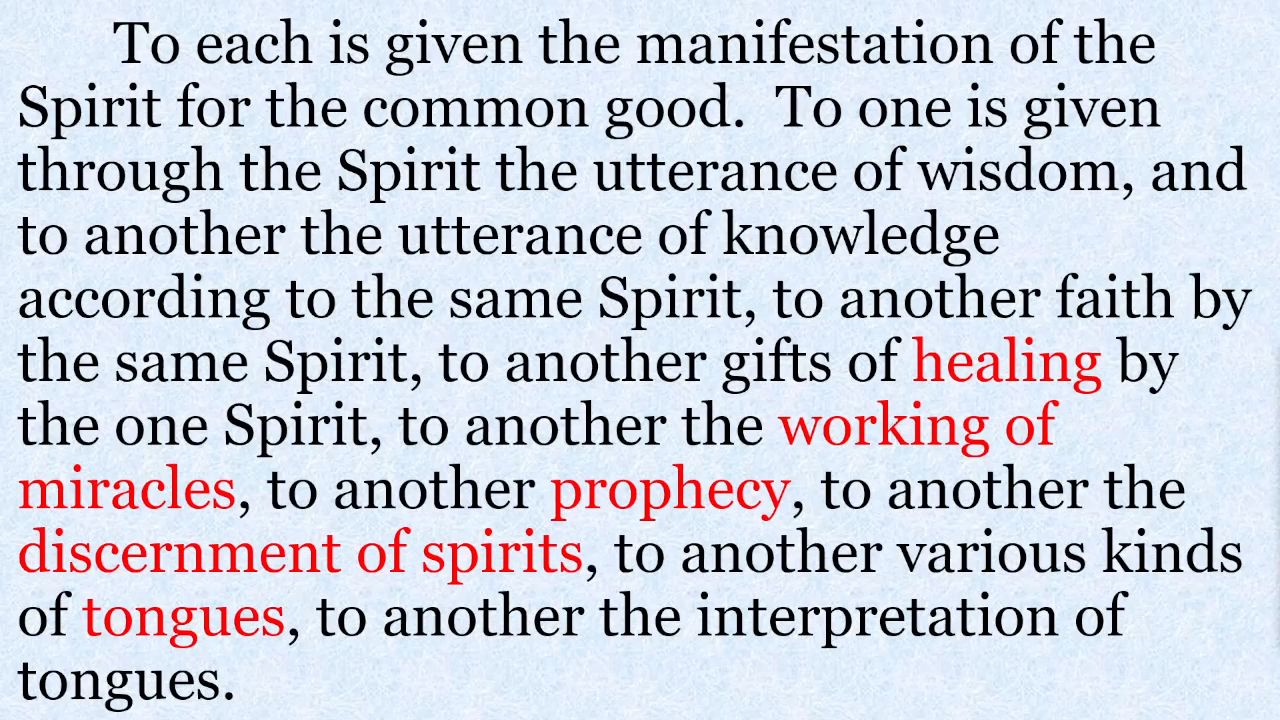 To each is given the manifestation of the
Spirit for the common good.  To one is given
through the Spirit the utterance of wisdom, and
to another the utterance of knowledge
according to the same Spirit, to another faith by
the same Spirit, to another gifts of healing by
the one Spirit, to another the working of
miracles, to another prophecy, to another the
discernment of spirits, to another various kinds
of tongues, to another the interpretation of
tongues.